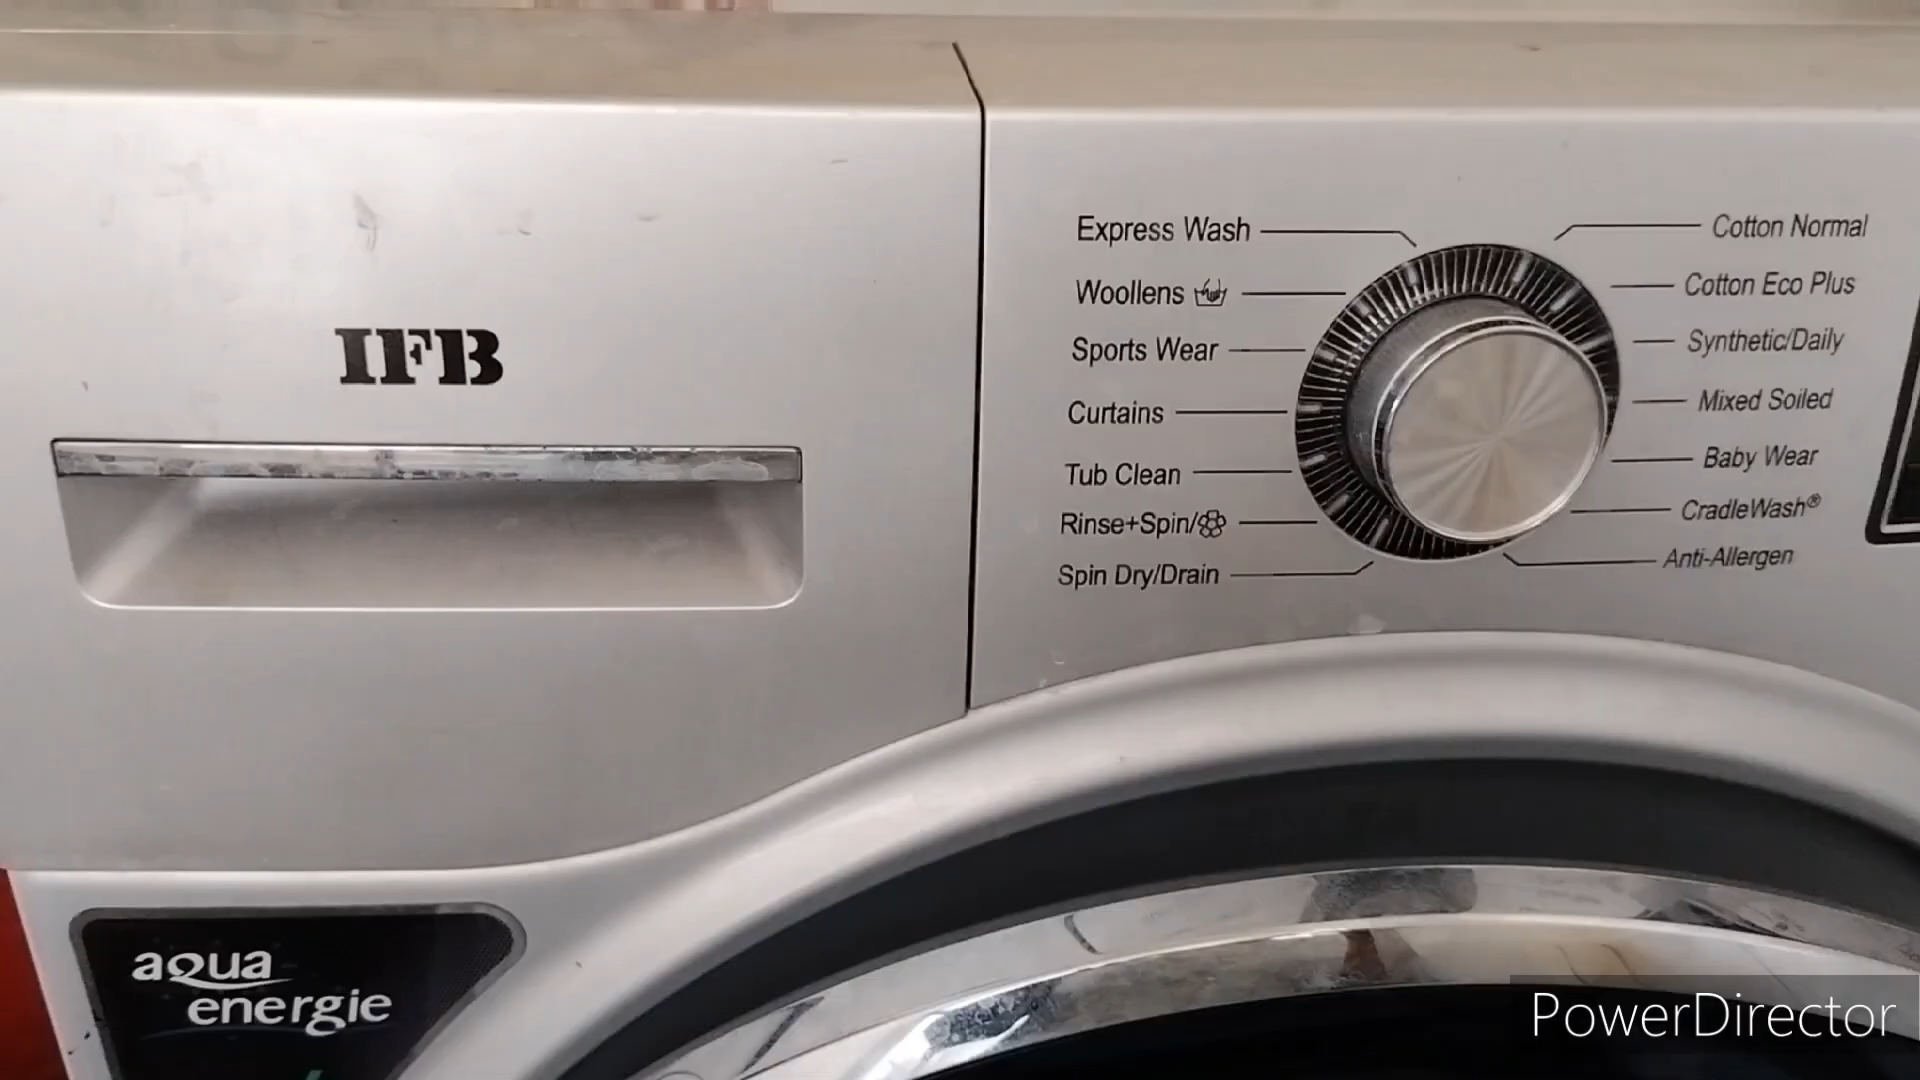 IFB
Express Wash
Woollens
Sports Wear
Curtains
Tub Clean
Rinse+Spin/
Spin Dry/Drain
Cotton Normal
Cotton Eco Plus
Synthetic/Daily
Mixed Soiled
Baby Wear
CradleWash®
Anti-Allergen
aqua
energie
PowerDirector